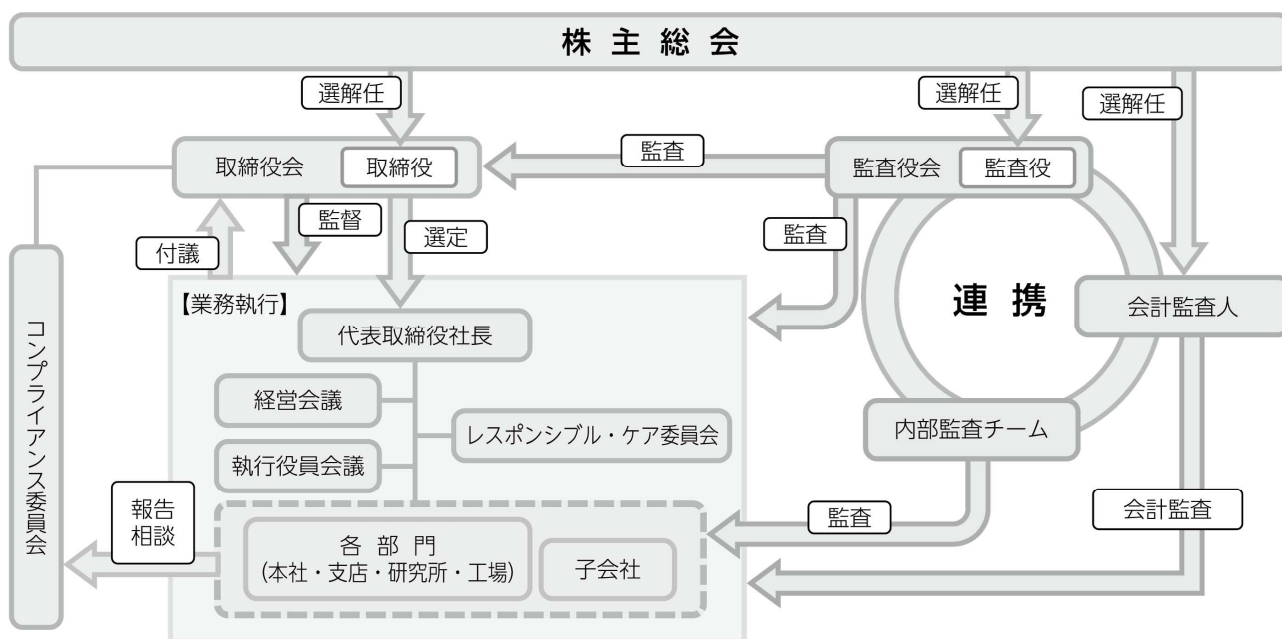 株主総会
選解任
選解任
選解任
取締役会
取締役
監査
監査役会
監査役
付議
監督
選定
監査
コンプライアンス委員会
【業務執行】
代表取締役社長
連携
会計監査人
経営会議
レスポンシブル・ケア委員会
執行役員会議
内部監査チーム
報告
相談
各部門
(本社・支店・研究所・工場)
子会社
監査
会計監査